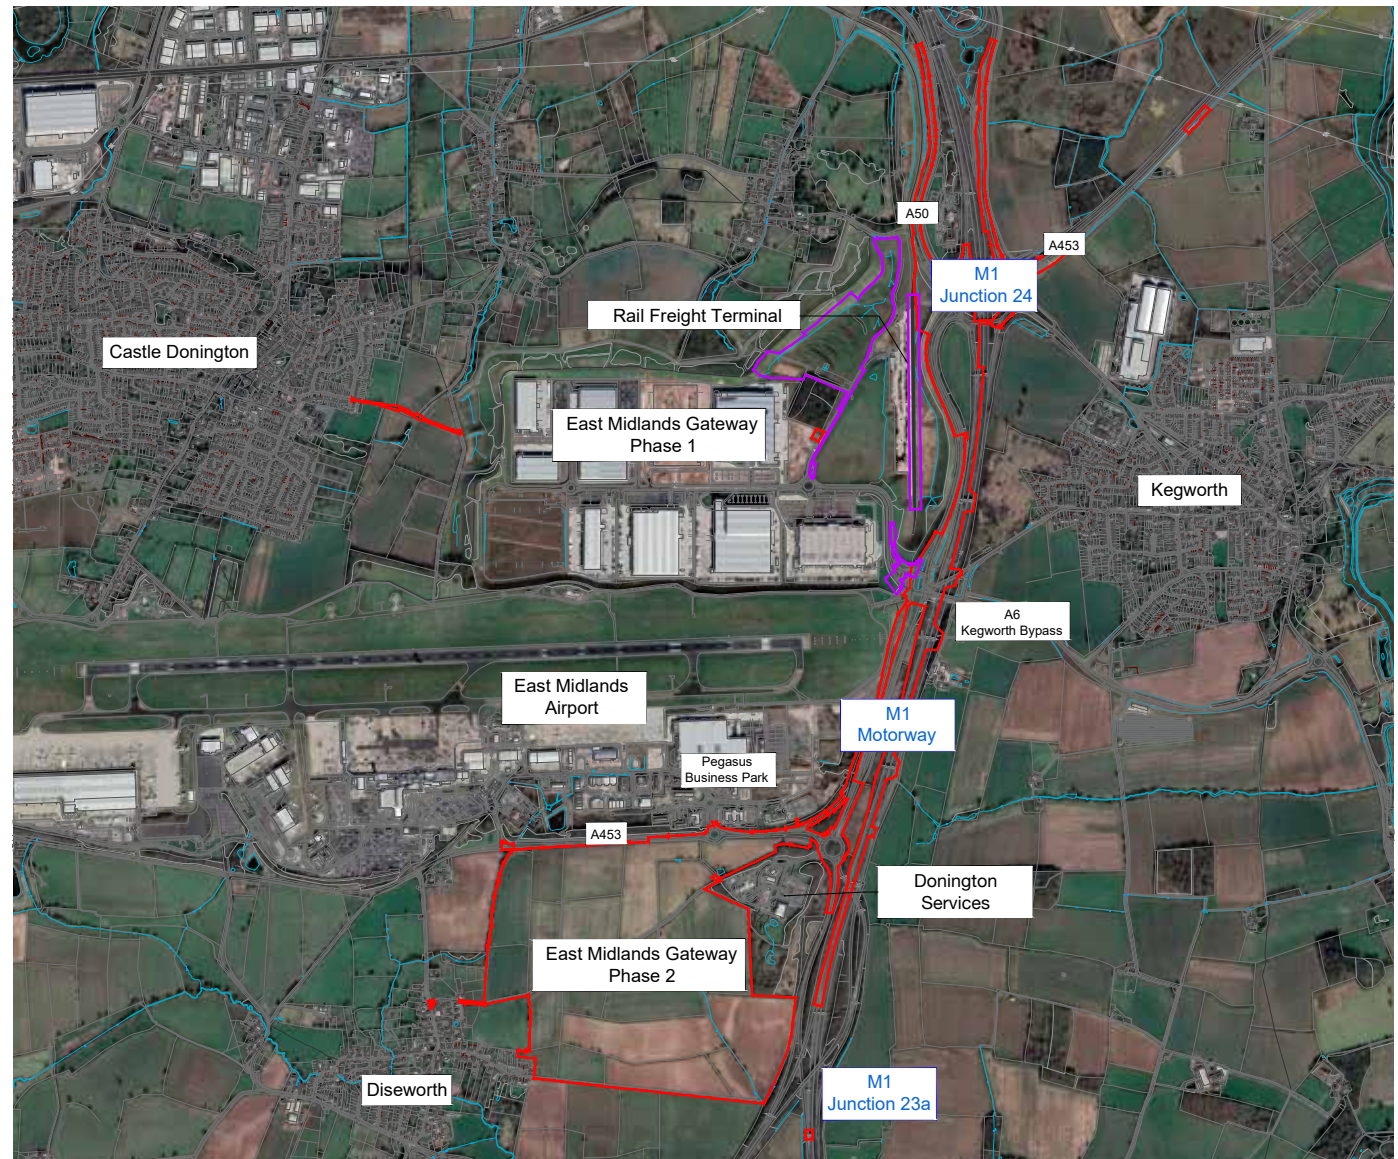 A50
A453
M1
Junction 24
Rail Freight Terminal
Castle Donington
East Midlands Gateway
Phase 1
Kegworth
A6
Kegworth Bypass
East Midlands
Airport
M1
Motorway
Pegasus
Business Park
A453
Donington
Services
East Midlands Gateway
Phase 2
Diseworth
M1
Junction 23a